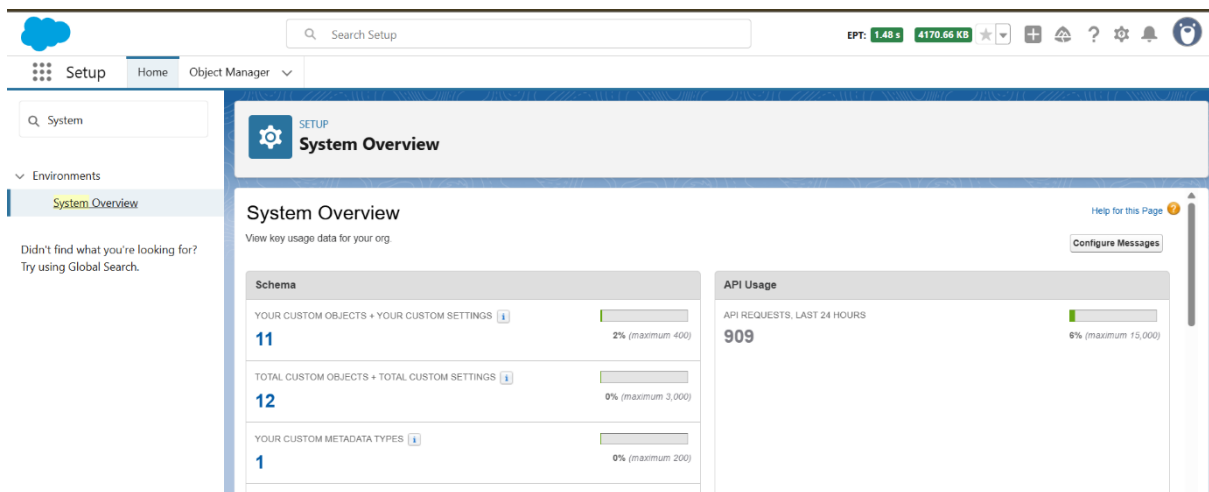 Search Setup
EPT: 1.48 s 4170.66 KB
Setup Home Object Manager
System
Environments
System Overview
Didn't find what you're looking for?
Try using Global Search.
SETUP
System Overview
System Overview
Help for this Page
View key usage data for your org.
Configure Messages
Schema
YOUR CUSTOM OBJECTS + YOUR CUSTOM SETTINGS i
11
2% (maximum 400)
TOTAL CUSTOM OBJECTS + TOTAL CUSTOM SETTINGS i
12
0% (maximum 3,000)
YOUR CUSTOM METADATA TYPES i
1
0% (maximum 200)
API Usage
API REQUESTS, LAST 24 HOURS
909
6% (maximum 15,000)